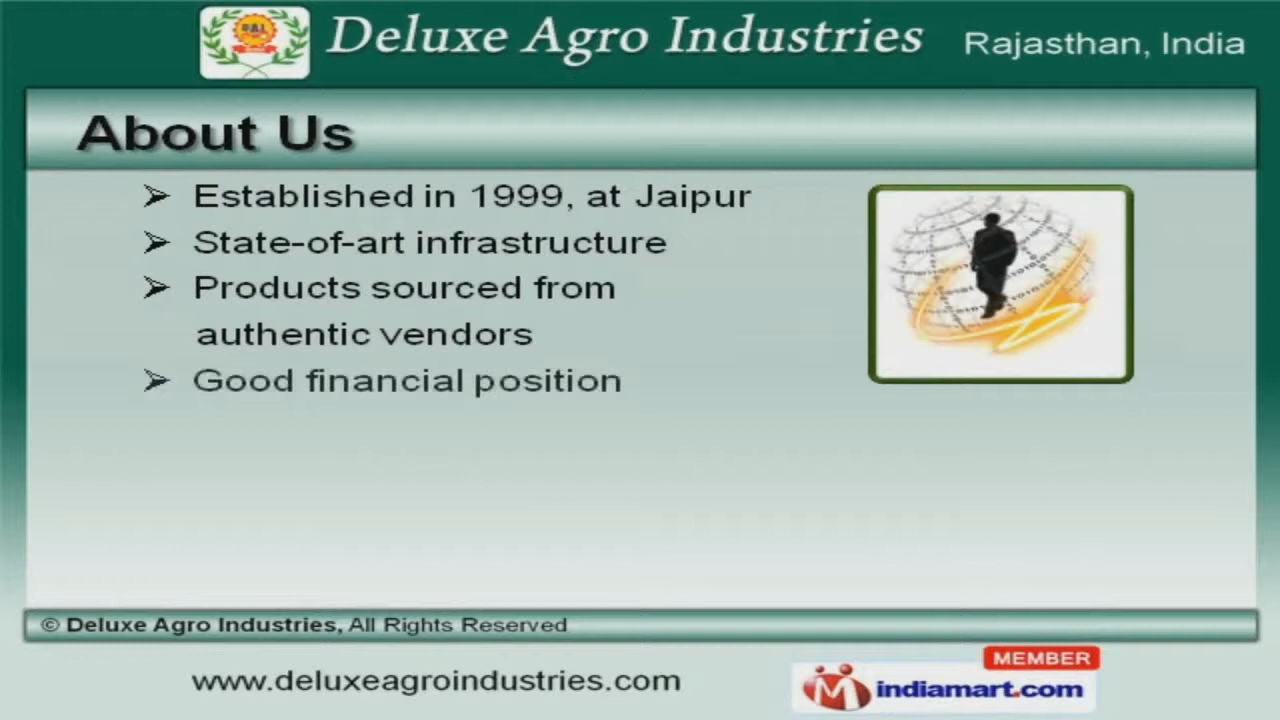 DAI
Deluxe Agro Industries
Rajasthan, India
About Us
➢ Established in 1999, at Jaipur
➢ State-of-art infrastructure
➢ Products sourced from
authentic vendors
➢ Good financial position
© Deluxe Agro Industries, All Rights Reserved
www.deluxeagroindustries.com
MEMBER
indiamart.com